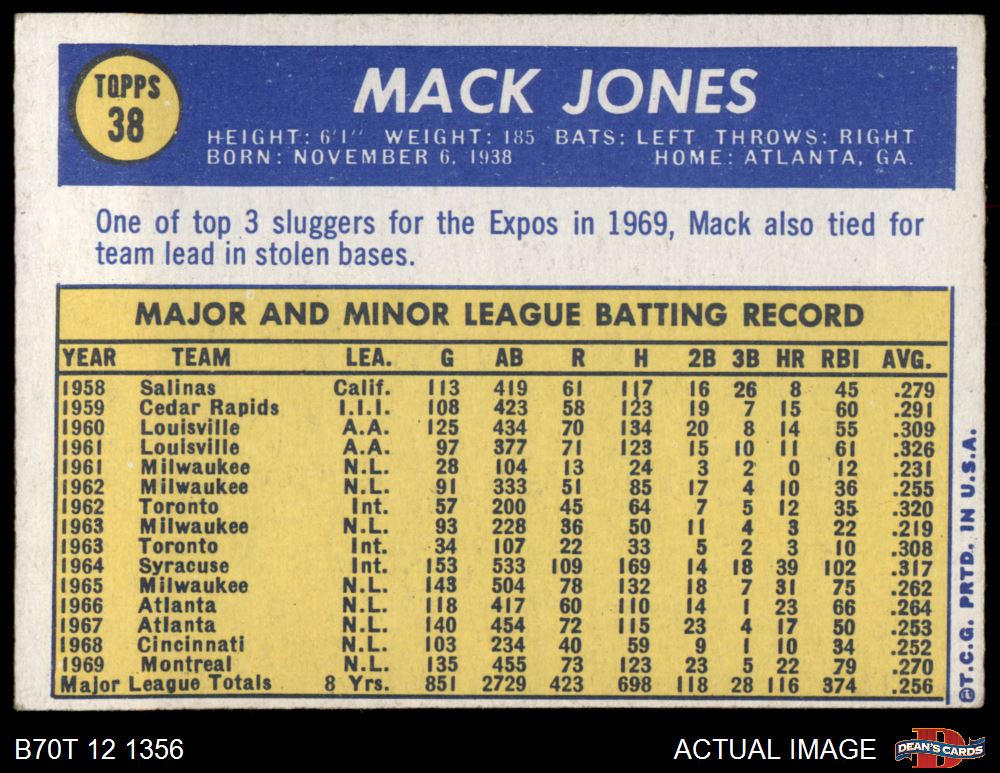 TOPPS
38
MACK JONES
HEIGHT: 6'1" WEIGHT: 185 BATS: LEFT THROWS: RIGHT
BORN: NOVEMBER 6, 1938 HOME: ATLANTA, GA.
One of top 3 sluggers for the Expos in 1969, Mack also tied for
team lead in stolen bases.
MAJOR AND MINOR LEAGUE BATTING RECORD
YEAR TEAM LEA. G AB R H 2B 3B HR RBI AVG.
1958 Salinas Calif. 113 419 61 117 16 26 8 45 .279
1959 Cedar Rapids I.I.I. 108 423 58 123 19 7 15 60 .291
1960 Louisville A.A. 125 434 70 134 20 8 14 55 .309
1961 Louisville A.A. 97 377 71 123 15 10 11 61 .326
1961 Milwaukee N.L. 28 104 13 24 3 2 0 12 .231
1962 Milwaukee N.L. 91 333 51 85 17 4 10 36 .255
1962 Toronto Int. 57 200 45 64 7 5 12 35 .320
1963 Milwaukee N.L. 93 228 36 50 11 4 3 22 .219
1963 Toronto Int. 34 107 22 33 5 2 3 10 .308
1964 Syracuse Int. 153 533 109 169 14 18 39 102 .317
1965 Milwaukee N.L. 143 504 78 132 18 7 31 75 .262
1966 Atlanta N.L. 118 417 60 110 14 1 23 66 .264
1967 Atlanta N.L. 140 454 72 115 23 4 17 50 .253
1968 Cincinnati N.L. 103 234 40 59 9 1 10 34 .252
1969 Montreal N.L. 135 455 73 123 23 5 22 79 .270
Major League Totals 8 Yrs. 851 2729 423 698 118 28 116 374 .256
©T.C.G. PRTD. IN U.S.A.
B70T 12 1356
ACTUAL IMAGE
D
DEAN'S CARDS